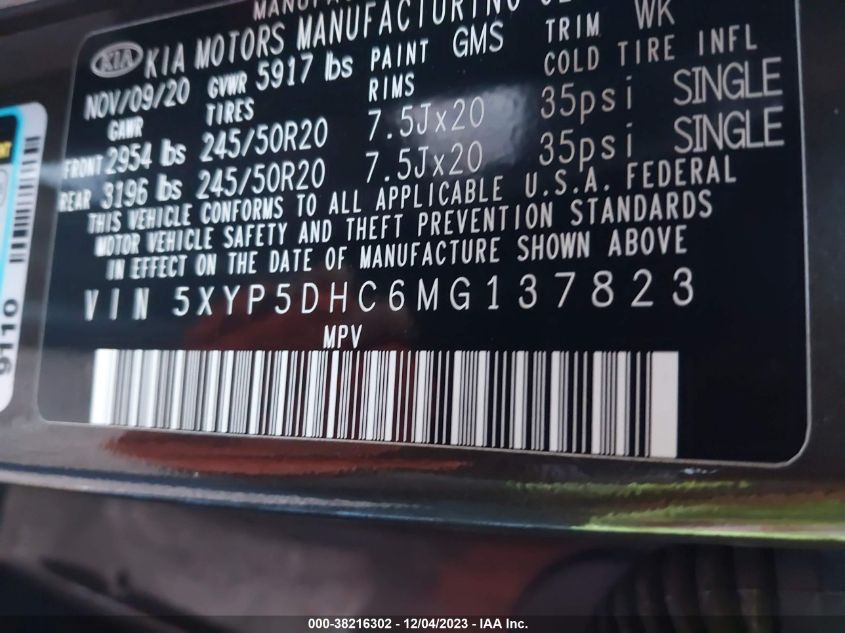 KIA KIA MOTORS MANUFACTURING
NOV/09/20 GVWR 5917 lbs PAINT GMS TRIM WK
GAWR TIRES RIMS COLD TIRE INFL
FRONT 2954 lbs 245/50R20 7.5Jx20 35psi SINGLE
REAR 3196 lbs 245/50R20 7.5Jx20 35psi SINGLE
THIS VEHICLE CONFORMS TO ALL APPLICABLE U.S.A. FEDERAL
MOTOR VEHICLE SAFETY AND THEFT PREVENTION STANDARDS
IN EFFECT ON THE DATE OF MANUFACTURE SHOWN ABOVE
VIN 5XYP5DHC6MG137823
MPV
9110
000-38216302 - 12/04/2023 - IAA Inc.